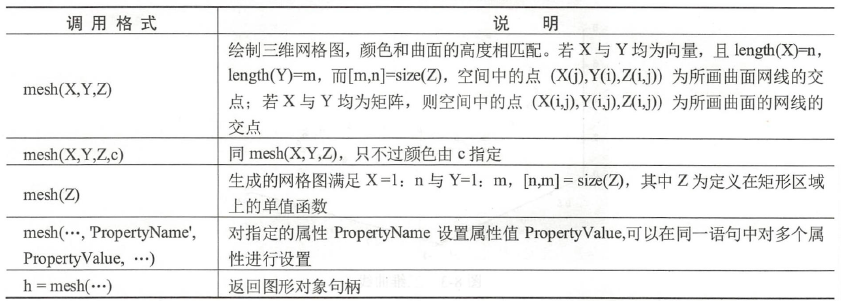 调 用 格 式
说 明
mesh(X,Y,Z)
绘制三维网格图，颜色和曲面的高度相匹配。若 X 与 Y 均为向量，且 length(X)=n，
length(Y)=m，而[m,n]=size(Z)，空间中的点 (X(j),Y(i),Z(i,j)) 为所画曲面网线的交
点；若 X 与 Y 均为矩阵，则空间中的点 (X(i,j),Y(i,j),Z(i,j)) 为所画曲面的网线的
交点
mesh(X,Y,Z,c)
同 mesh(X,Y,Z)，只不过颜色由 c 指定
mesh(Z)
生成的网格图满足 X =1：n 与 Y=1：m，[n,m] = size(Z)，其中 Z 为定义在矩形区域
上的单值函数
mesh(…, 'PropertyName',
PropertyValue, …)
对指定的属性 PropertyName 设置属性值 PropertyValue,可以在同一语句中对多个属
性进行设置
h = mesh(…)
返回图形对象句柄